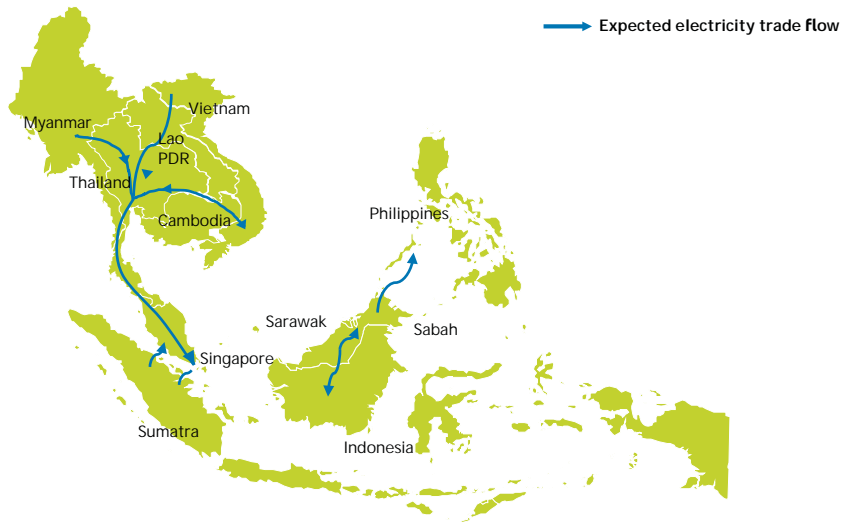 Expected electricity trade flow
Vietnam
Myanmar
Lao
PDR
Thailand
Cambodia
Philippines
Sarawak
Sabah
Singapore
Sumatra
Indonesia